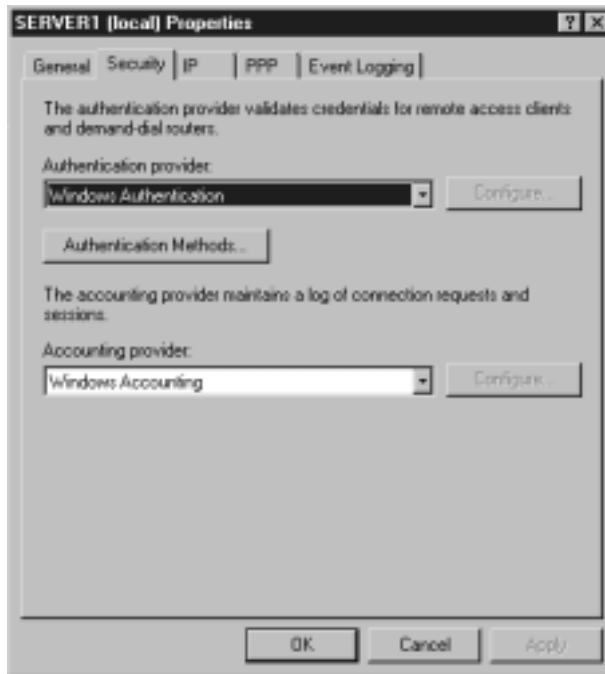 SERVER1 (local) Properties
General Security IP PPP Event Logging
The authentication provider validates credentials for remote access clients
and demand-dial routers.
Authentication provider:
Windows Authentication Configure...
Authentication Methods...
The accounting provider maintains a log of connection requests and
sessions.
Accounting provider:
Windows Accounting Configure...
OK Cancel Apply